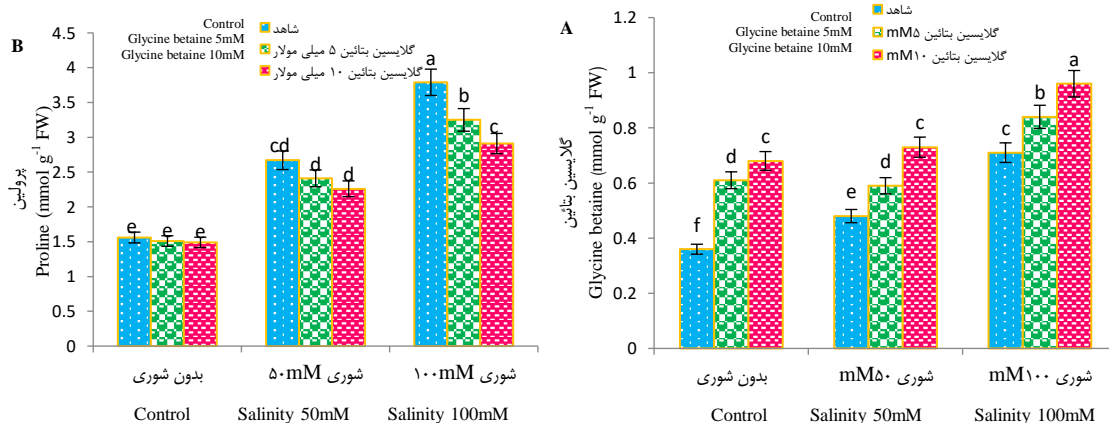 B
Control
Glycine betaine 5mM
Glycine betaine 10mM
شاهد
گلایسین بتائین ۵ میلی مولار
گلایسین بتائین ۱۰ میلی مولار
پرولین
Proline (mmol g-1 FW)
4.5
4
3.5
3
2.5
2
1.5
1
0.5
0
e
e
e
cd
d
d
a
b
c
بدون شوری
شوری ۵۰mM
شوری ۱۰۰mM
Control
Salinity 50mM
Salinity 100mM
A
Control
Glycine betaine 5mM
Glycine betaine 10mM
شاهد
گلایسین بتائین mM۵
گلایسین بتائین mM۱۰
گلایسین بتائین
Glycine betaine (mmol g-1 FW)
1.2
1
0.8
0.6
0.4
0.2
0
f
d
c
e
d
c
c
b
a
بدون شوری
شوری mM۵۰
شوری mM۱۰۰
Control
Salinity 50mM
Salinity 100mM